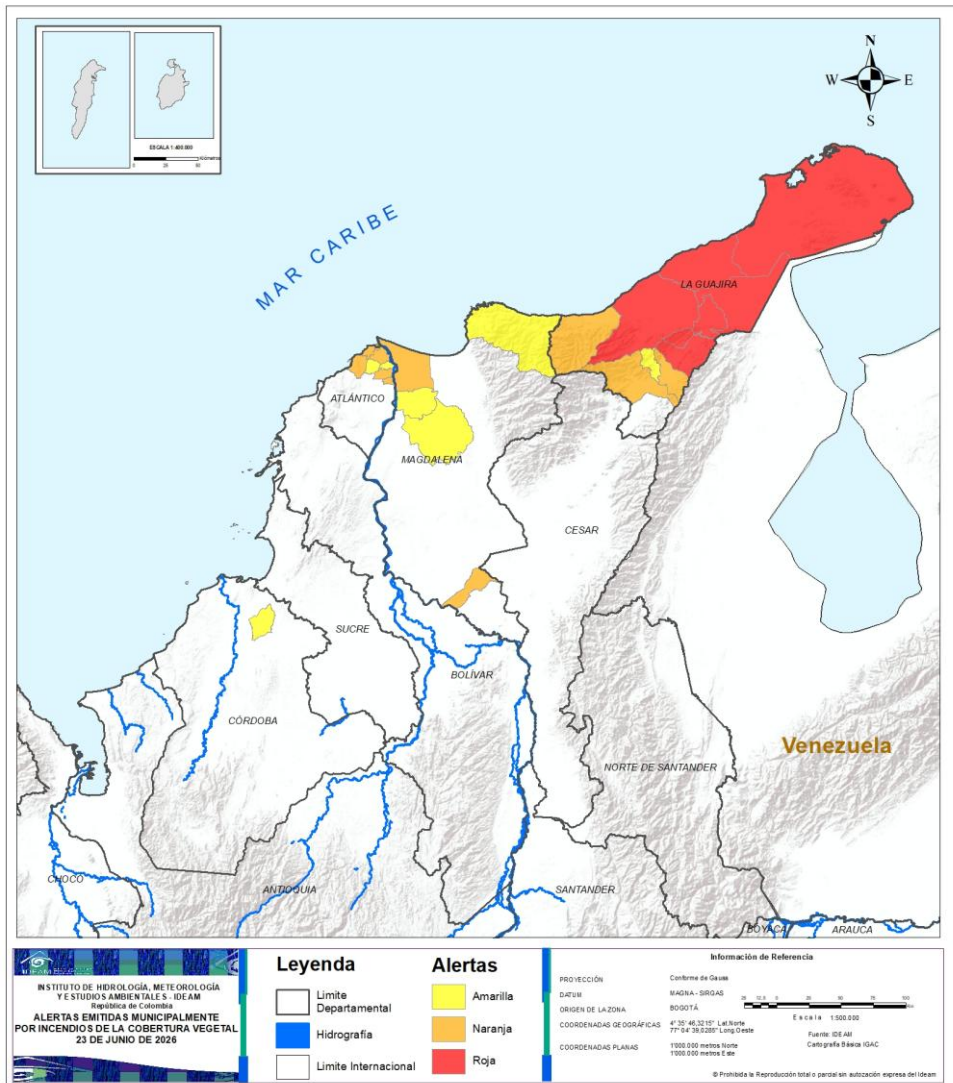 ESCALA 1:400.000
Kilómetros
N
W
E
S
MAR CARIBE
LA GUAJIRA
ATLÁNTICO
MAGDALENA
CESAR
SUCRE
BOLÍVAR
CÓRDOBA
NORTE DE SANTANDER
Venezuela
CHOCÓ
ANTIOQUIA
SANTANDER
BOYACÁ
ARAUCA
IDEAM
INSTITUTO DE HIDROLOGÍA, METEOROLOGÍA
Y ESTUDIOS AMBIENTALES - IDEAM
República de Colombia
ALERTAS EMITIDAS MUNICIPALMENTE
POR INCENDIOS DE LA COBERTURA VEGETAL
23 DE JUNIO DE 2026
Leyenda
Limite
Departamental
Hidrografía
Limite Internacional
Alertas
Amarilla
Naranja
Roja
Información de Referencia
PROYECCIÓN Conforme de Gauss
DATUM MAGNA - SIRGAS
ORIGEN DE LA ZONA BOGOTÁ
COORDENADAS GEOGRÁFICAS 4° 35' 46,3215" Lat.Norte
77° 04' 39,0285" Long.Oeste
COORDENADAS PLANAS 1'000.000 metros Norte
1'000.000 metros Este
Escala 1:500.000
Fuente: IDEAM
Cartografía Básica IGAC
© Prohibida la Reproducción total o parcial sin autozación expresa del Ideam